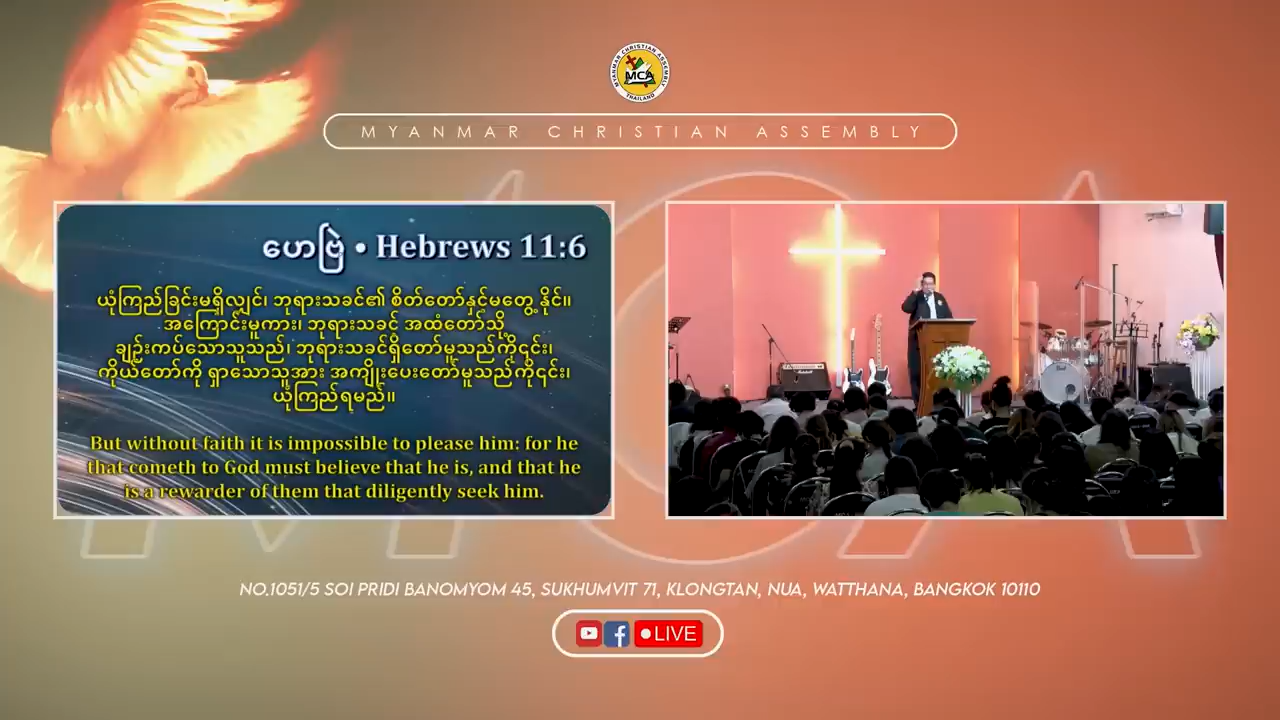 MYANMAR CHRISTIAN ASSEMBLY
THAILAND
MCA
MYANMAR CHRISTIAN ASSEMBLY
ဟေဗြဲ • Hebrews 11:6
ယုံကြည်ခြင်းမရှိလျှင်၊ ဘုရားသခင်၏ စိတ်တော်နှင့်မတွေ့ နိုင်။
အကြောင်းမူကား၊ ဘုရားသခင့် အထံတော်သို့
ချဉ်းကပ်သောသူသည်၊ ဘုရားသခင်ရှိတော်မူသည်ကို၎င်း၊
ကိုယ်တော်ကို ရှာသောသူအား အကျိုးပေးတော်မူသည်ကို၎င်း၊
ယုံကြည်ရမည်။
But without faith it is impossible to please him: for he
that cometh to God must believe that he is, and that he
is a rewarder of them that diligently seek him.
MCA
NO.1051/5 SOI PRIDI BANOMYOM 45, SUKHUMVIT 71, KLONGTAN, NUA, WATTHANA, BANGKOK 10110
LIVE